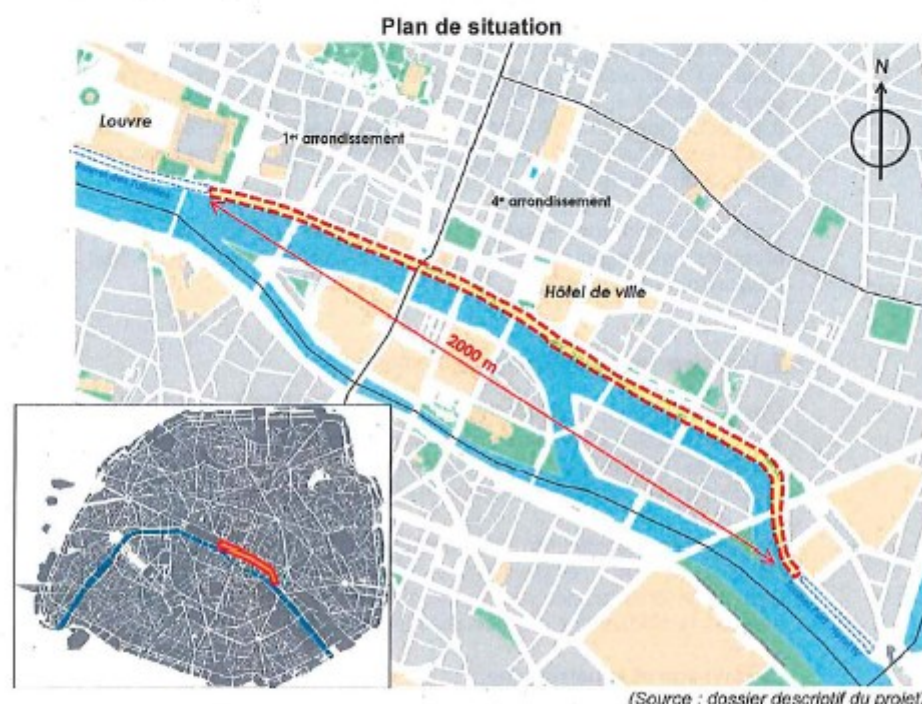 Plan de situation
N
Louvre
1er arrondissement
4e arrondissement
Hôtel de ville
2000 m
(Source : dossier descriptif du projet)